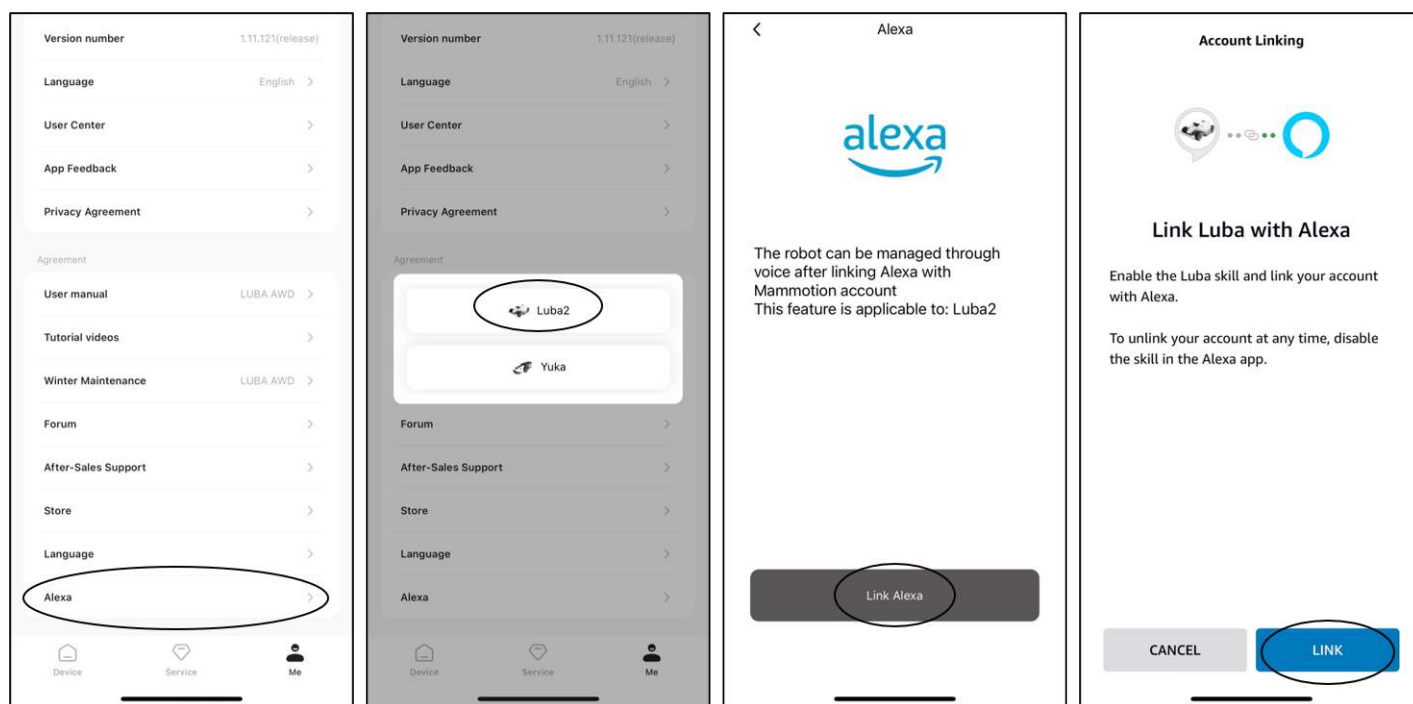 Version number 1.11.121(release)
Language English
User Center
App Feedback
Privacy Agreement
Agreement
User manual LUBA AWD
Tutorial videos
Winter Maintenance LUBA AWD
Forum
After-Sales Support
Store
Language
Alexa
Device Service Me
Version number 1.11.121(release)
Language English
User Center
App Feedback
Privacy Agreement
Agreement
Luba2
Yuka
Forum
After-Sales Support
Store
Language
Alexa
Device Service Me
Alexa
alexa
The robot can be managed through
voice after linking Alexa with
Mammotion account
This feature is applicable to: Luba2
Link Alexa
Account Linking
Link Luba with Alexa
Enable the Luba skill and link your account
with Alexa.
To unlink your account at any time, disable
the skill in the Alexa app.
CANCEL LINK